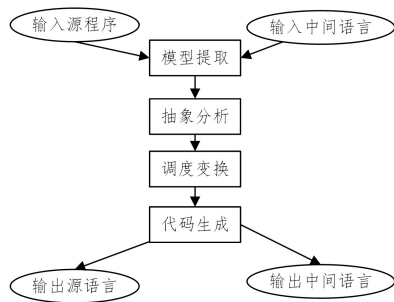 输入源程序
输入中间语言
模型提取
抽象分析
调度变换
代码生成
输出源语言
输出中间语言